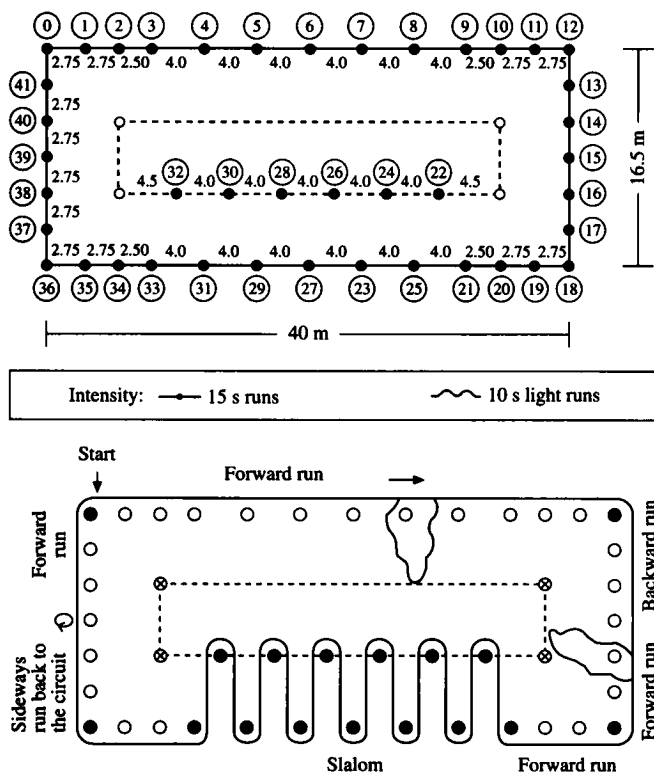 0 1 2 3 4 5 6 7 8 9 10 11 12
2.75 2.75 2.50 4.0 4.0 4.0 4.0 4.0 4.0 2.50 2.75 2.75
41 2.75 13
40 14
2.75
39 15
32 30 28 26 24 22
2.75
38 4.5 4.0 4.0 4.0 4.0 4.0 4.5 16
2.75
37 17
2.75 2.75 2.50 4.0 4.0 4.0 4.0 4.0 4.0 2.50 2.75 2.75
36 35 34 33 31 29 27 23 25 21 20 19 18
16.5 m
40 m
Intensity: 15 s runs 10 s light runs
Start
Forward run
Forward
run
Backward run
Sideways
run back to
the circuit
Forward run
Slalom
Forward run